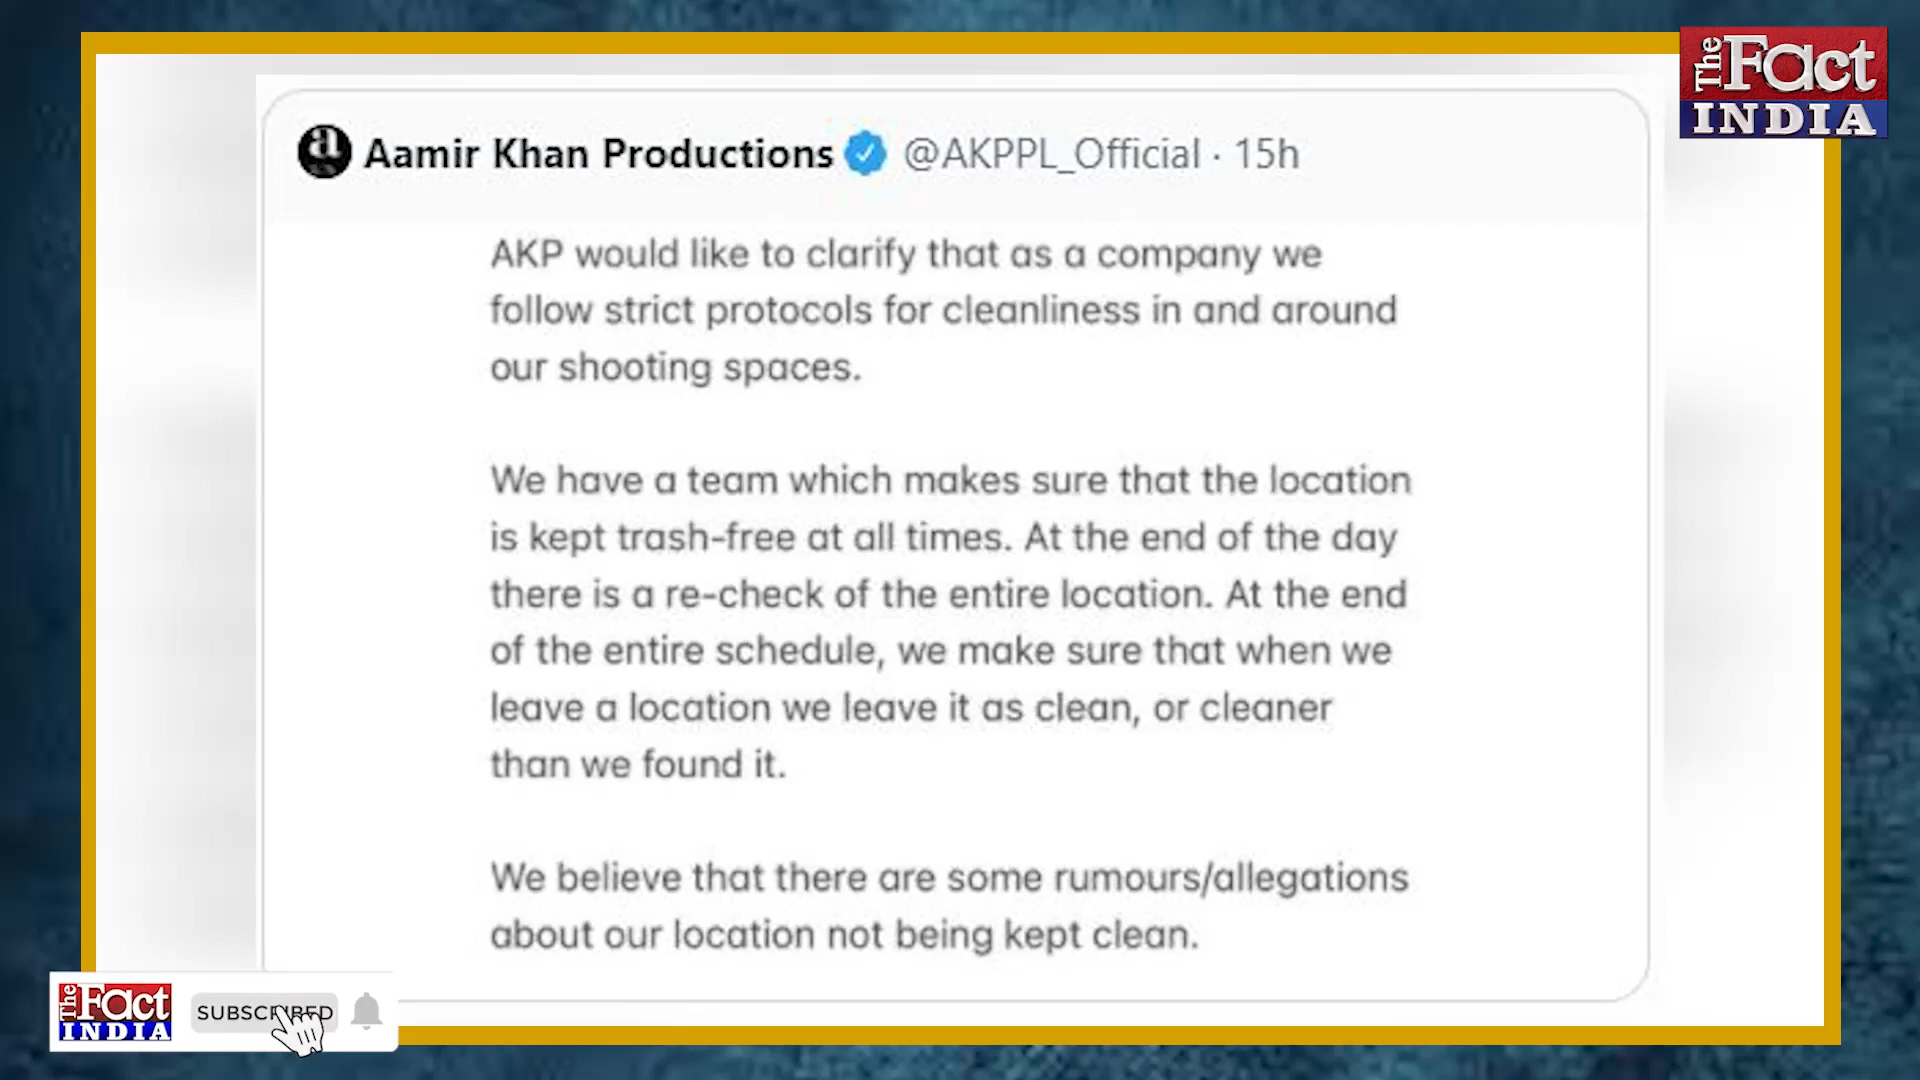 The Fact
INDIA
a Aamir Khan Productions @AKPPL_Official · 15h
AKP would like to clarify that as a company we
follow strict protocols for cleanliness in and around
our shooting spaces.
We have a team which makes sure that the location
is kept trash-free at all times. At the end of the day
there is a re-check of the entire location. At the end
of the entire schedule, we make sure that when we
leave a location we leave it as clean, or cleaner
than we found it.
We believe that there are some rumours/allegations
about our location not being kept clean.
The Fact
INDIA
SUBSCRIBED